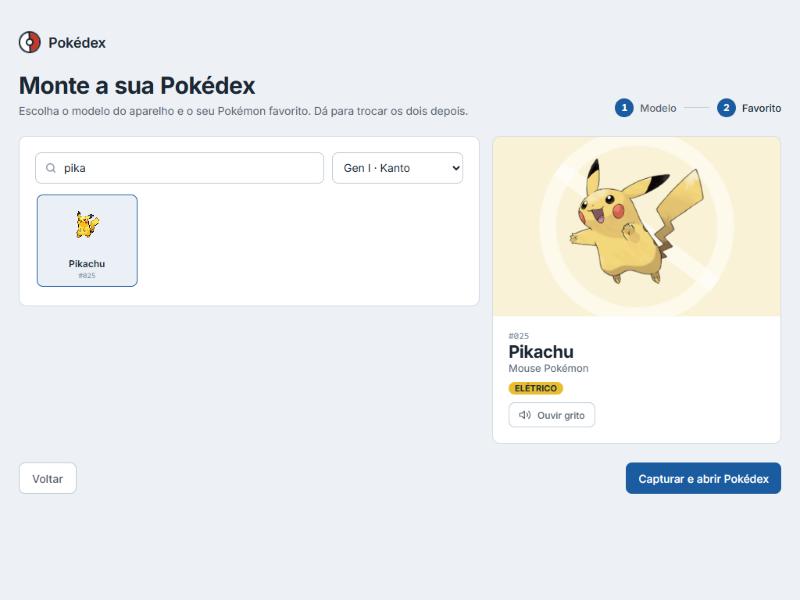 Pokédex
Monte a sua Pokédex
Escolha o modelo do aparelho e o seu Pokémon favorito. Dá para trocar os dois depois.
1 Modelo 2 Favorito
pika
Gen I · Kanto
Pikachu
#025
#025
Pikachu
Mouse Pokémon
ELÉTRICO
Ouvir grito
Voltar
Capturar e abrir Pokédex